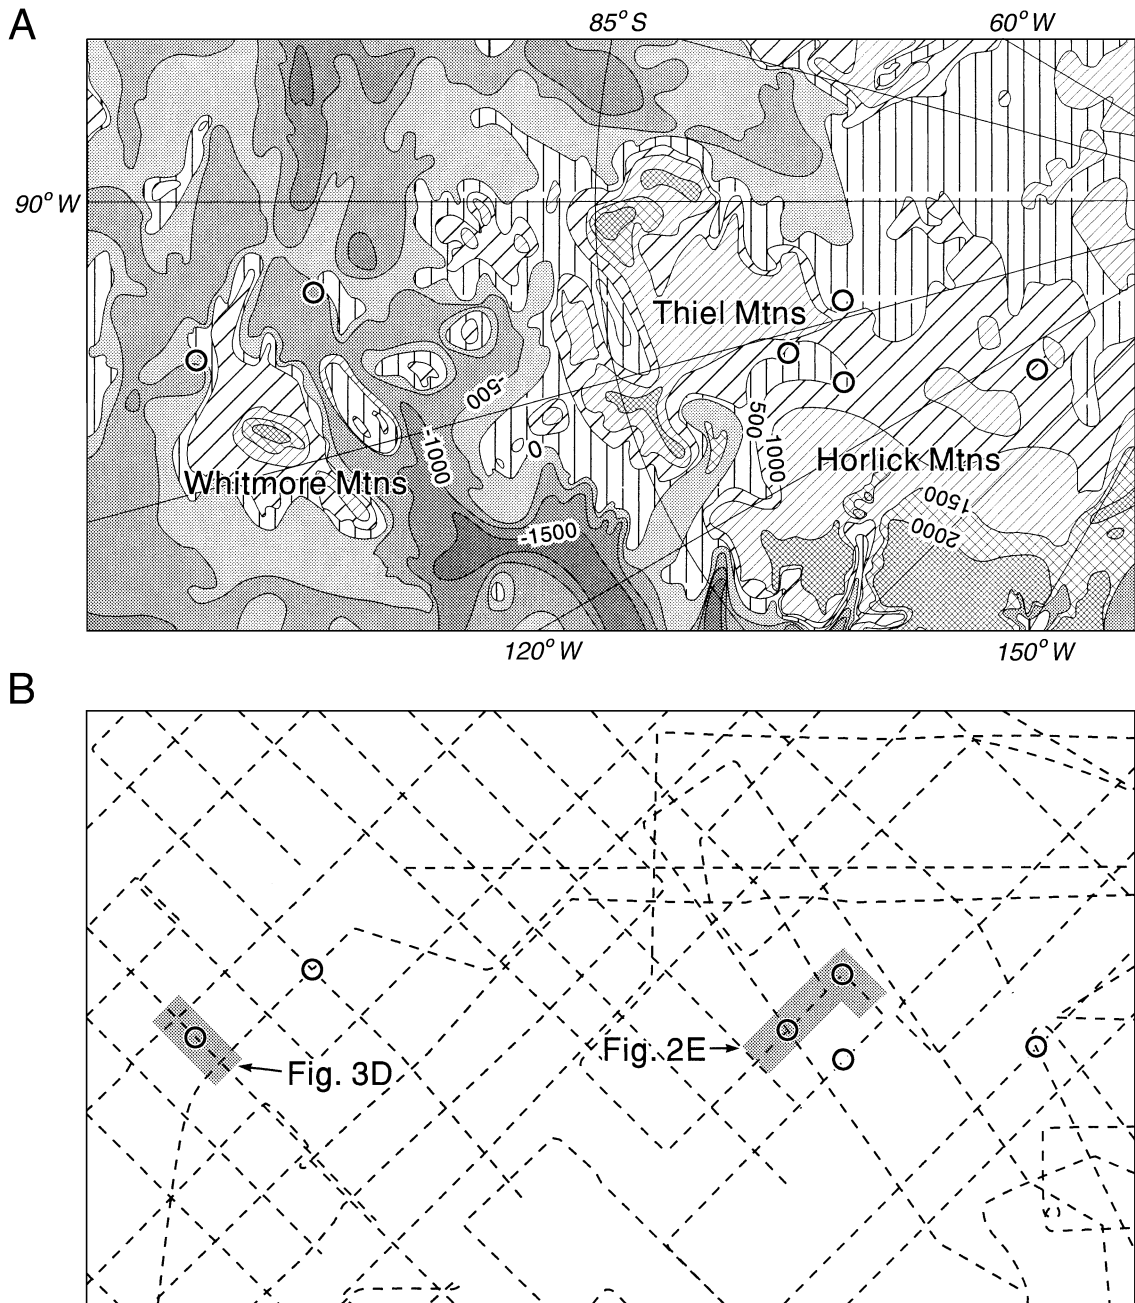 A
85° S
60° W
90° W
Thiel Mtns
-500
500
1000
-1000
0
Horlick Mtns
Whitmore Mtns
1500
2000
-1500
120° W
150° W
B
Fig. 2E
Fig. 3D